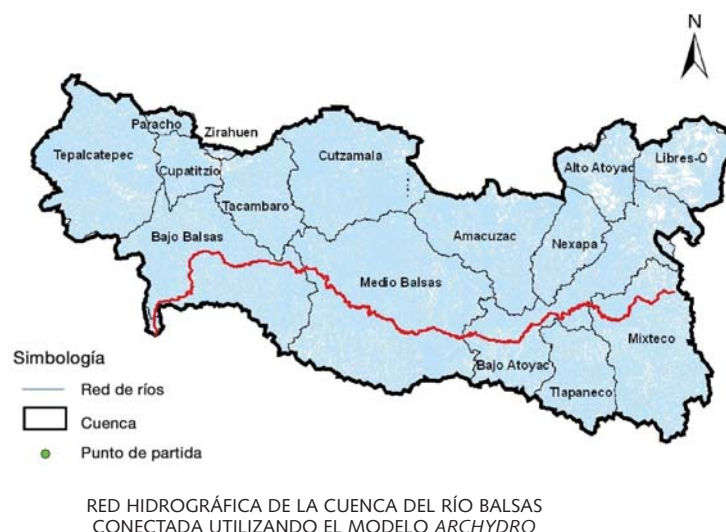 N
Paracho
Zirahuen
Tepalcatepec
Cutzamala
Alto Atoyac
Libres-O
Cupatitzio
Tacambaro
Bajo Balsas
Amacuzac
Nexapa
Medio Balsas
Mixteco
Bajo Atoyac
Tlapaneco
Simbología
Red de ríos
Cuenca
Punto de partida
RED HIDROGRÁFICA DE LA CUENCA DEL RÍO BALSAS
CONECTADA UTILIZANDO EL MODELO ARCHYDRO